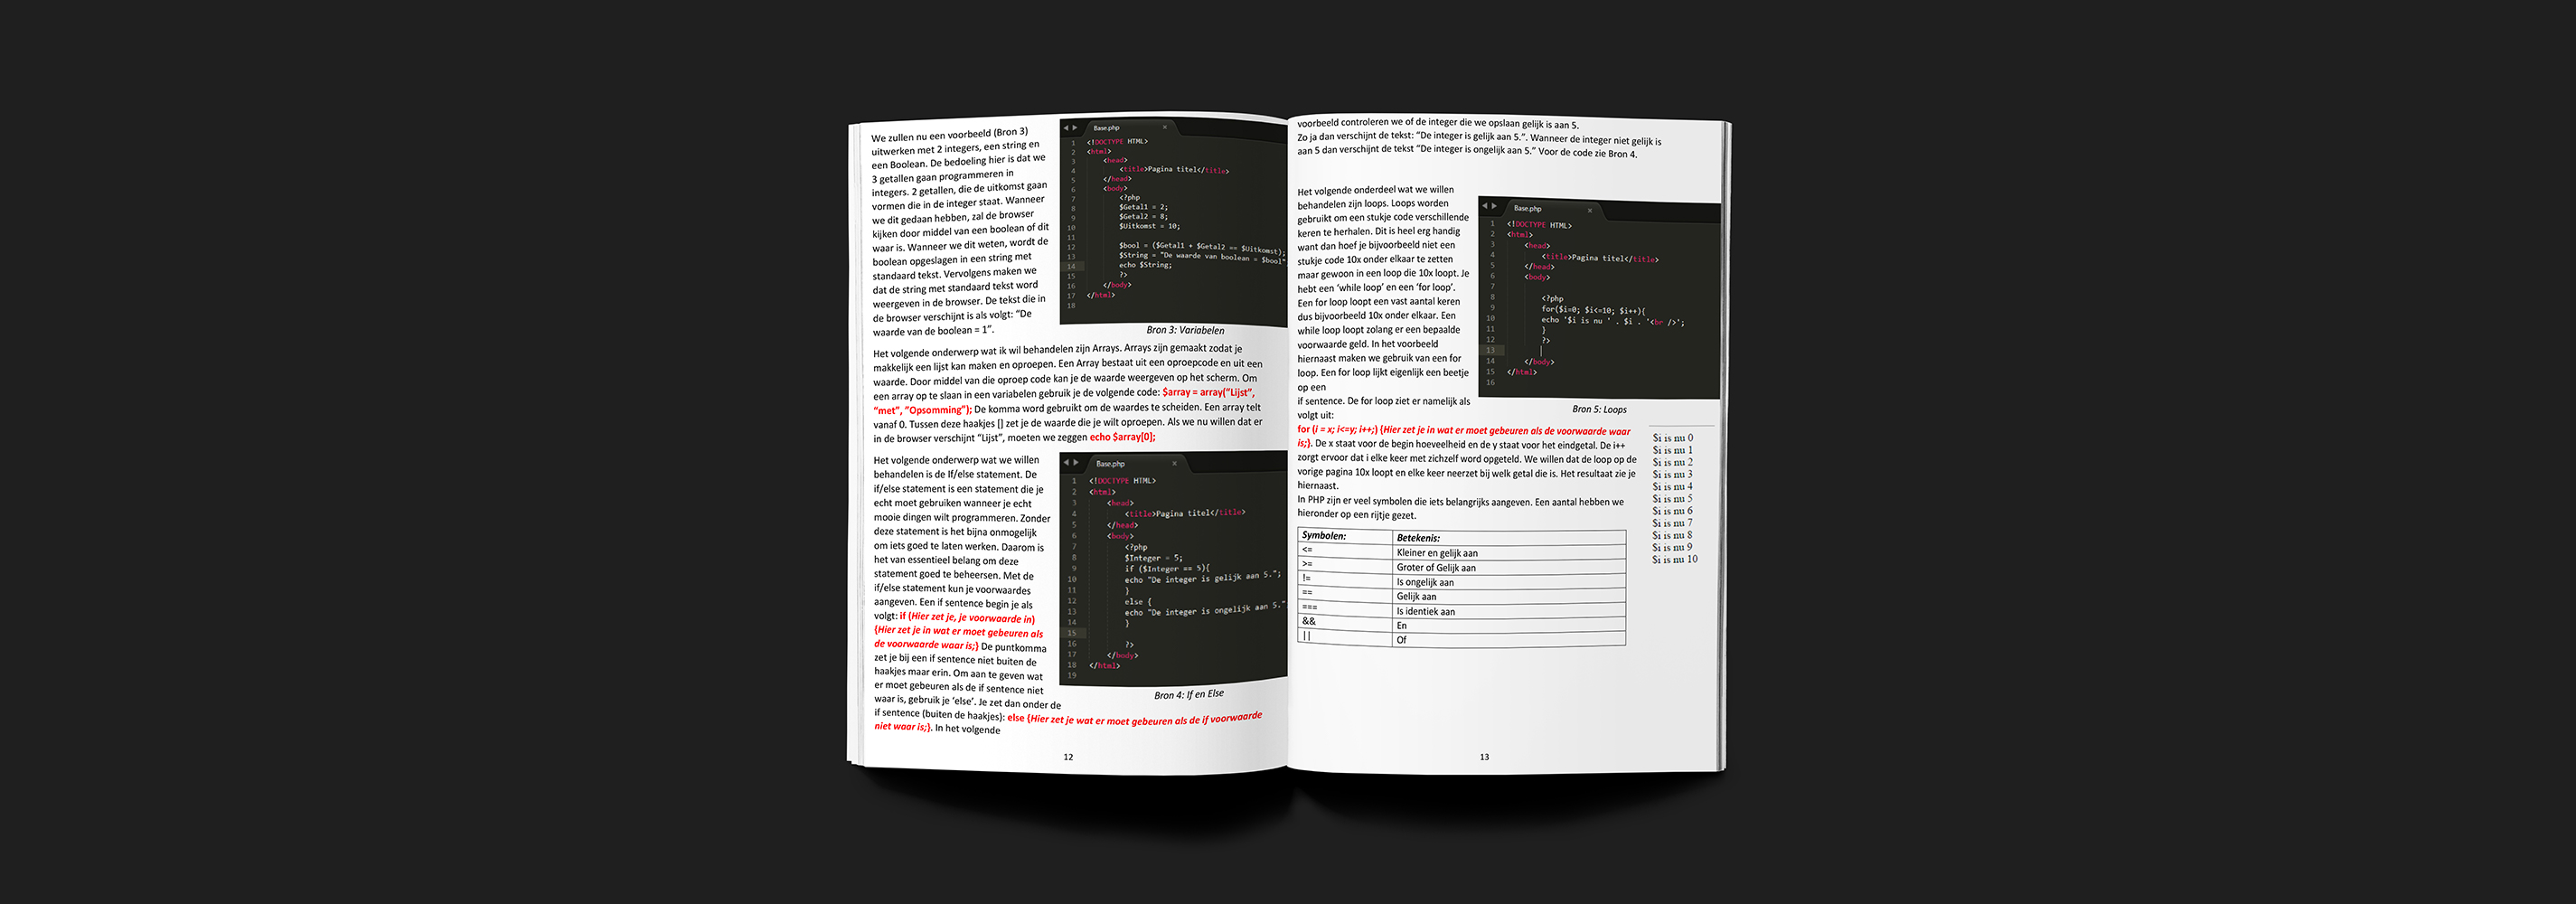 We zullen nu een voorbeeld (Bron 3)
uitwerken met 2 integers, een string en
een Boolean. De bedoeling hier is dat we
3 getallen gaan programmeren in
integers. 2 getallen, die de uitkomst gaan
vormen die in de integer staat. Wanneer
we dit gedaan hebben, zal de browser
kijken door middel van een boolean of dit
waar is. Wanneer we dit weten, wordt de
boolean opgeslagen in een string met
standaard tekst. Vervolgens maken we
dat de string met standaard tekst word
weergeven in de browser. De tekst die in
de browser verschijnt is als volgt: “De
waarde van de boolean = 1”.
Base.php ×
1 <!DOCTYPE HTML>
2 <html>
3 <head>
4 <title>Pagina titel</title>
5 </head>
6 <body>
7 <?php
8 $Getal1 = 2;
9 $Getal2 = 8;
10 $Uitkomst = 10;
11
12 $bool = ($Getal1 + $Getal2 == $Uitkomst);
13 $String = "De waarde van boolean = $bool"
14 echo $String;
15 ?>
16 </body>
17 </html>
18
Bron 3: Variabelen
Het volgende onderwerp wat ik wil behandelen zijn Arrays. Arrays zijn gemaakt zodat je
makkelijk een lijst kan maken en oproepen. Een Array bestaat uit een oproepcode en uit een
waarde. Door middel van die oproep code kan je de waarde weergeven op het scherm. Om
een array op te slaan in een variabelen gebruik je de volgende code: $array = array(“Lijst”,
“met”, ”Opsomming”); De komma word gebruikt om de waardes te scheiden. Een array telt
vanaf 0. Tussen deze haakjes [] zet je de waarde die je wilt oproepen. Als we nu willen dat er
in de browser verschijnt “Lijst”, moeten we zeggen echo $array[0];
Het volgende onderwerp wat we willen
behandelen is de If/else statement. De
if/else statement is een statement die je
echt moet gebruiken wanneer je echt
mooie dingen wilt programmeren. Zonder
deze statement is het bijna onmogelijk
om iets goed te laten werken. Daarom is
het van essentieel belang om deze
statement goed te beheersen. Met de
if/else statement kun je voorwaardes
aangeven. Een if sentence begin je als
volgt: if (Hier zet je, je voorwaarde in)
{Hier zet je in wat er moet gebeuren als
de voorwaarde waar is;} De puntkomma
zet je bij een if sentence niet buiten de
haakjes maar erin. Om aan te geven wat
er moet gebeuren als de if sentence niet
waar is, gebruik je ‘else’. Je zet dan onder de
if sentence (buiten de haakjes): else {Hier zet je wat er moet gebeuren als de if voorwaarde
niet waar is;}. In het volgende
Base.php ×
1 <!DOCTYPE HTML>
2 <html>
3 <head>
4 <title>Pagina titel</title>
5 </head>
6 <body>
7 <?php
8 $Integer = 5;
9 if ($Integer == 5){
10 echo "De integer is gelijk aan 5.";
11 }
12 else {
13 echo "De integer is ongelijk aan 5."
14 }
15
16 ?>
17 </body>
18 </html>
19
Bron 4: If en Else
12
voorbeeld controleren we of de integer die we opslaan gelijk is aan 5.
Zo ja dan verschijnt de tekst: “De integer is gelijk aan 5.”. Wanneer de integer niet gelijk is
aan 5 dan verschijnt de tekst “De integer is ongelijk aan 5.” Voor de code zie Bron 4.
Het volgende onderdeel wat we willen
behandelen zijn loops. Loops worden
gebruikt om een stukje code verschillende
keren te herhalen. Dit is heel erg handig
want dan hoef je bijvoorbeeld niet een
stukje code 10x onder elkaar te zetten
maar gewoon in een loop die 10x loopt. Je
hebt een ‘while loop’ en een ‘for loop’.
Een for loop loopt een vast aantal keren
dus bijvoorbeeld 10x onder elkaar. Een
while loop loopt zolang er een bepaalde
voorwaarde geld. In het voorbeeld
hiernaast maken we gebruik van een for
loop. Een for loop lijkt eigenlijk een beetje
op een
if sentence. De for loop ziet er namelijk als
volgt uit:
for (i = x; i<=y; i++;) {Hier zet je in wat er moet gebeuren als de voorwaarde waar
is;}. De x staat voor de begin hoeveelheid en de y staat voor het eindgetal. De i++
zorgt ervoor dat i elke keer met zichzelf word opgeteld. We willen dat de loop op de
vorige pagina 10x loopt en elke keer neerzet bij welk getal die is. Het resultaat zie je
hiernaast.
In PHP zijn er veel symbolen die iets belangrijks aangeven. Een aantal hebben we
hieronder op een rijtje gezet.
Base.php ×
1 <!DOCTYPE HTML>
2 <html>
3 <head>
4 <title>Pagina titel</title>
5 </head>
6 <body>
7
8 <?php
9 for($i=0; $i<=10; $i++){
10 echo '$i is nu ' . $i . '<br />';
11 }
12 ?>
13
14 </body>
15 </html>
16
Bron 5: Loops
$i is nu 0
$i is nu 1
$i is nu 2
$i is nu 3
$i is nu 4
$i is nu 5
$i is nu 6
$i is nu 7
$i is nu 8
$i is nu 9
$i is nu 10
Symbolen: Betekenis:
<= Kleiner en gelijk aan
>= Groter of Gelijk aan
!= Is ongelijk aan
== Gelijk aan
=== Is identiek aan
&& En
|| Of
13